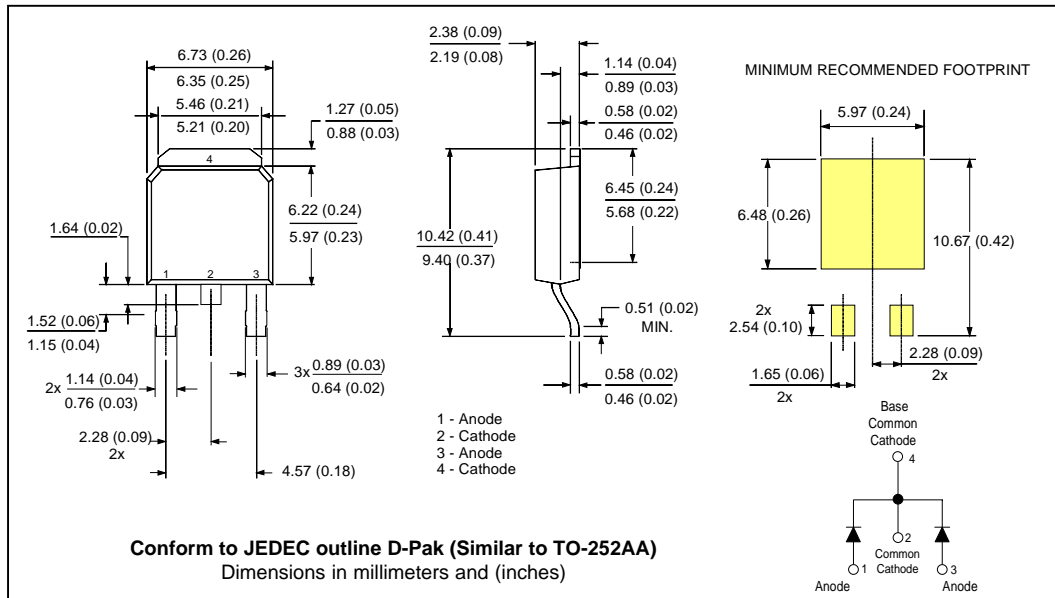 6.73 (0.26)
6.35 (0.25)
5.46 (0.21)
5.21 (0.20)
1.27 (0.05)
0.88 (0.03)
4
6.22 (0.24)
5.97 (0.23)
1.64 (0.02)
1 2 3
1.52 (0.06)
1.15 (0.04)
2x 1.14 (0.04)
0.76 (0.03)
3x 0.89 (0.03)
0.64 (0.02)
2.28 (0.09)
2x
4.57 (0.18)
2.38 (0.09)
2.19 (0.08)
1.14 (0.04)
0.89 (0.03)
0.58 (0.02)
0.46 (0.02)
6.45 (0.24)
5.68 (0.22)
10.42 (0.41)
9.40 (0.37)
0.51 (0.02)
MIN.
0.58 (0.02)
0.46 (0.02)
1 - Anode
2 - Cathode
3 - Anode
4 - Cathode
MINIMUM RECOMMENDED FOOTPRINT
5.97 (0.24)
6.48 (0.26)
10.67 (0.42)
2x
2.54 (0.10)
2.28 (0.09)
2x
1.65 (0.06)
2x
Base
Common
Cathode
4
2
Common
Cathode
1
3
Anode
Anode
Conform to JEDEC outline D-Pak (Similar to TO-252AA)
Dimensions in millimeters and (inches)